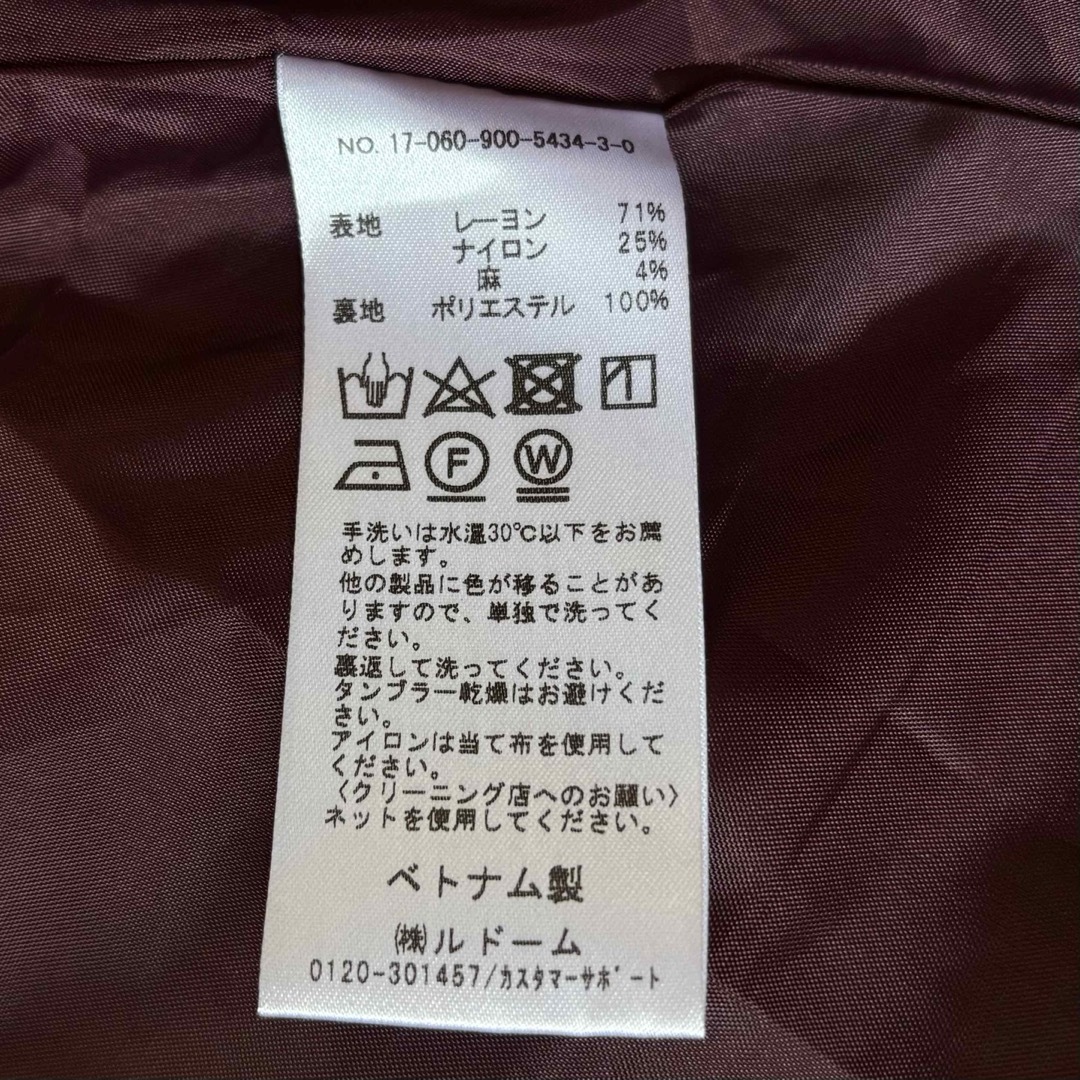 NO. 17-060-900-5434-3-0
表地 レーヨン 71%
ナイロン 25%
麻 4%
裏地 ポリエステル 100%
F W
手洗いは水温30℃以下をお薦
めします。
他の製品に色が移ることがあ
りますので、単独で洗ってく
ださい。
裏返して洗ってください。
タンブラー乾燥はお避けくだ
さい。
アイロンは当て布を使用して
ください。
〈クリーニング店へのお願い〉
ネットを使用してください。
ベトナム製
㈱ルドーム
0120-301457/カスタマーサポート